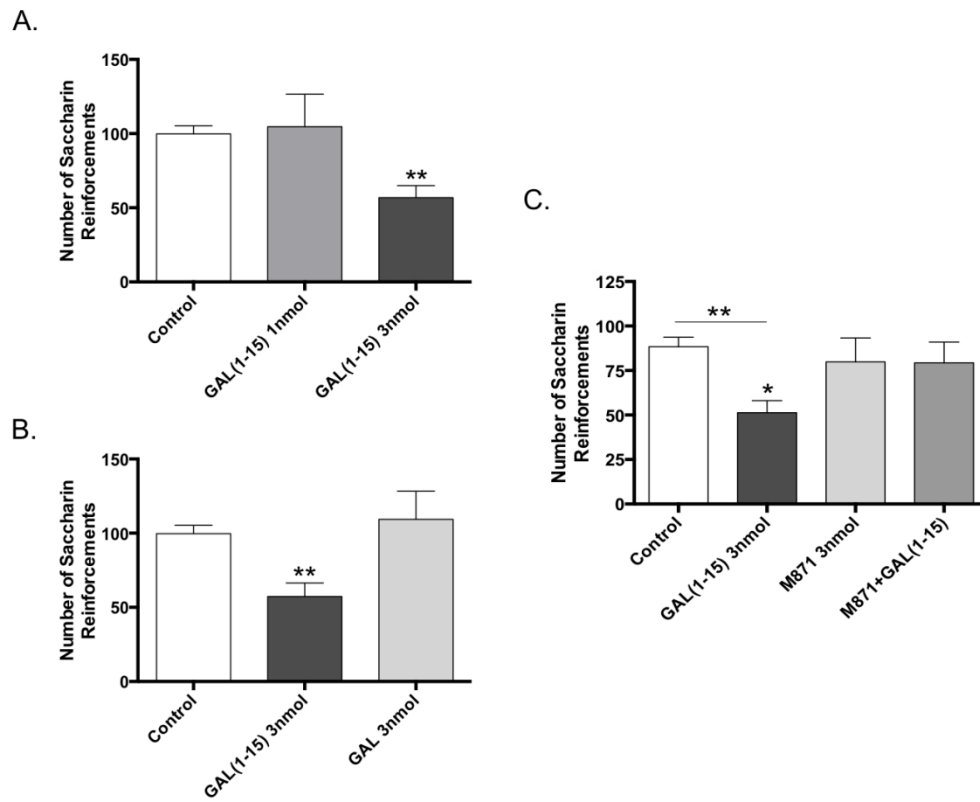 A.
Number of Saccharin
Reinforcements
150
100
50
0
**
Control
GAL(1-15) 1nmol
GAL(1-15) 3nmol
B.
Number of Saccharin
Reinforcements
150
100
50
0
**
Control
GAL(1-15) 3nmol
GAL 3nmol
C.
Number of Saccharin
Reinforcements
125
100
75
50
25
0
**
*
Control
GAL(1-15) 3nmol
M871 3nmol
M871+GAL(1-15)